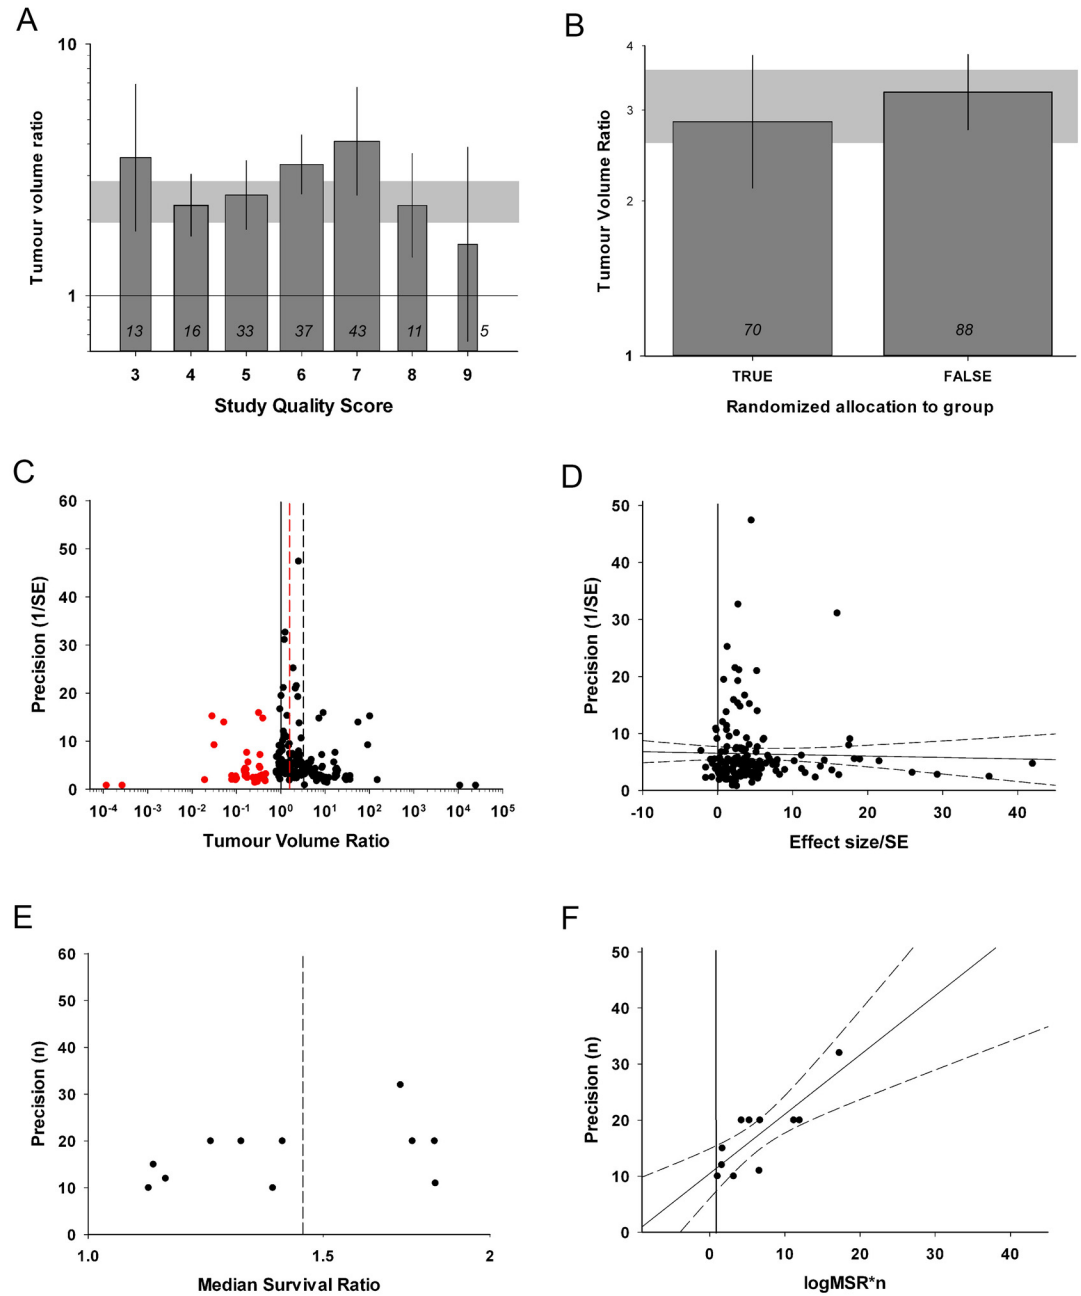 A
10
1
Tumour volume ratio
13 16 33 37 43 11 5
3 4 5 6 7 8 9
Study Quality Score
B
4
3
2
1
Tumour Volume Ratio
70 88
TRUE FALSE
Randomized allocation to group
C
60
50
40
30
20
10
0
Precision (1/SE)
10-4 10-3 10-2 10-1 100 101 102 103 104 105
Tumour Volume Ratio
D
50
40
30
20
10
0
Precision (1/SE)
-10 0 10 20 30 40
Effect size/SE
E
60
50
40
30
20
10
0
Precision (n)
1.0 1.5 2
Median Survival Ratio
F
50
40
30
20
10
0
Precision (n)
0 10 20 30 40
logMSR*n